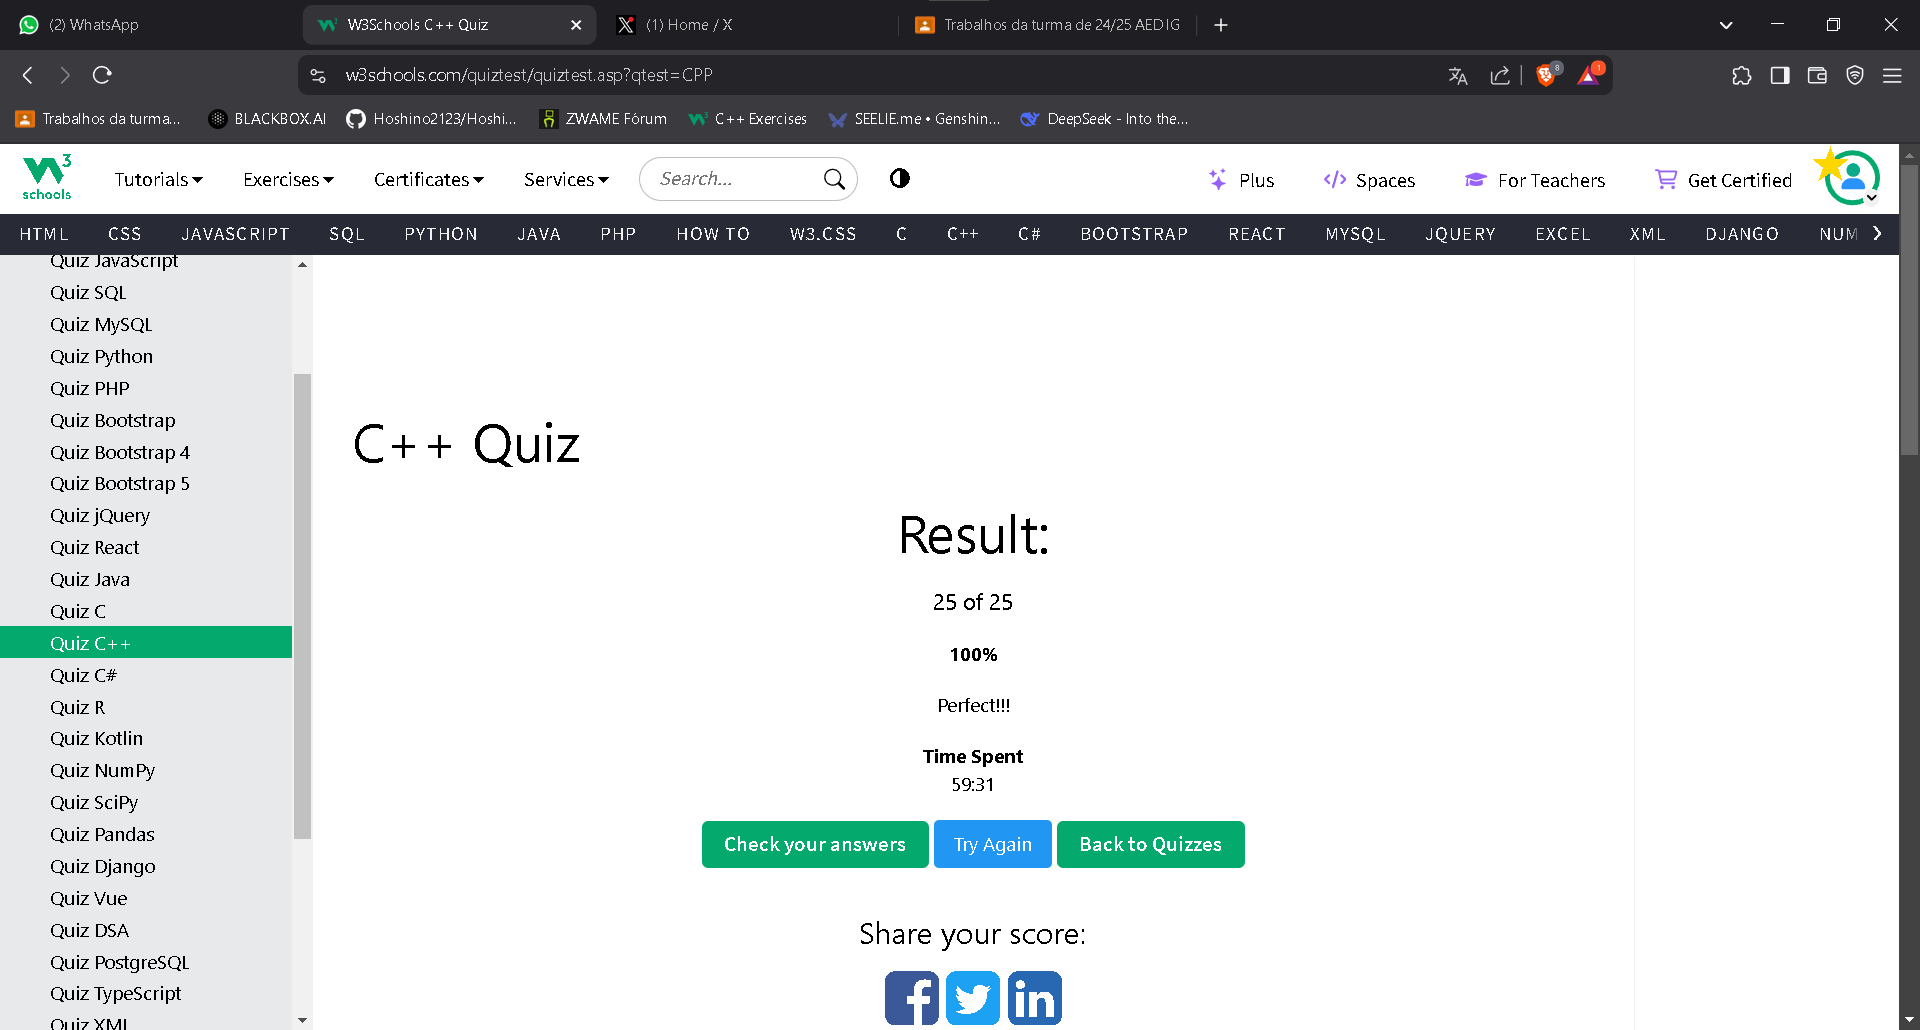 (2) WhatsApp
W3Schools C++ Quiz
(1) Home / X
Trabalhos da turma de 24/25 AEDIG
w3schools.com/quiztest/quiztest.asp?qtest=CPP
8
1
Trabalhos da turma...
BLACKBOX.AI
Hoshino2123/Hoshi...
ZWAME Fórum
C++ Exercises
SEELIE.me • Genshin...
DeepSeek - Into the...
W3 schools
Tutorials
Exercises
Certificates
Services
Search...
Plus
Spaces
For Teachers
Get Certified
HTML
CSS
JAVASCRIPT
SQL
PYTHON
JAVA
PHP
HOW TO
W3.CSS
C
C++
C#
BOOTSTRAP
REACT
MYSQL
JQUERY
EXCEL
XML
DJANGO
NUM
Quiz JavaScript
Quiz SQL
Quiz MySQL
Quiz Python
Quiz PHP
Quiz Bootstrap
Quiz Bootstrap 4
Quiz Bootstrap 5
Quiz jQuery
Quiz React
Quiz Java
Quiz C
Quiz C++
Quiz C#
Quiz R
Quiz Kotlin
Quiz NumPy
Quiz SciPy
Quiz Pandas
Quiz Django
Quiz Vue
Quiz DSA
Quiz PostgreSQL
Quiz TypeScript
Quiz XML
C++ Quiz
Result:
25 of 25
100%
Perfect!!!
Time Spent
59:31
Check your answers
Try Again
Back to Quizzes
Share your score: